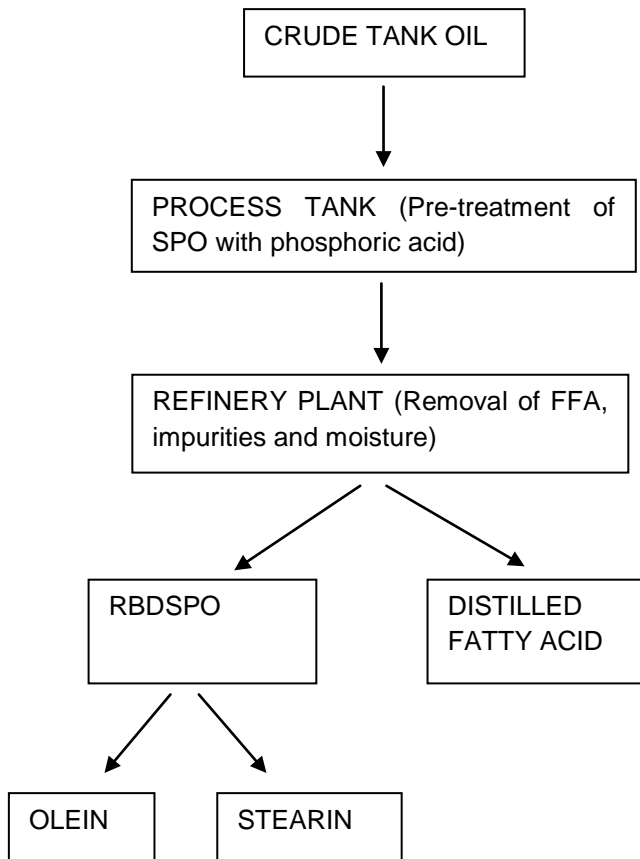 CRUDE TANK OIL
PROCESS TANK (Pre-treatment of
SPO with phosphoric acid)
REFINERY PLANT (Removal of FFA,
impurities and moisture)
RBDSPO
DISTILLED
FATTY ACID
OLEIN
STEARIN